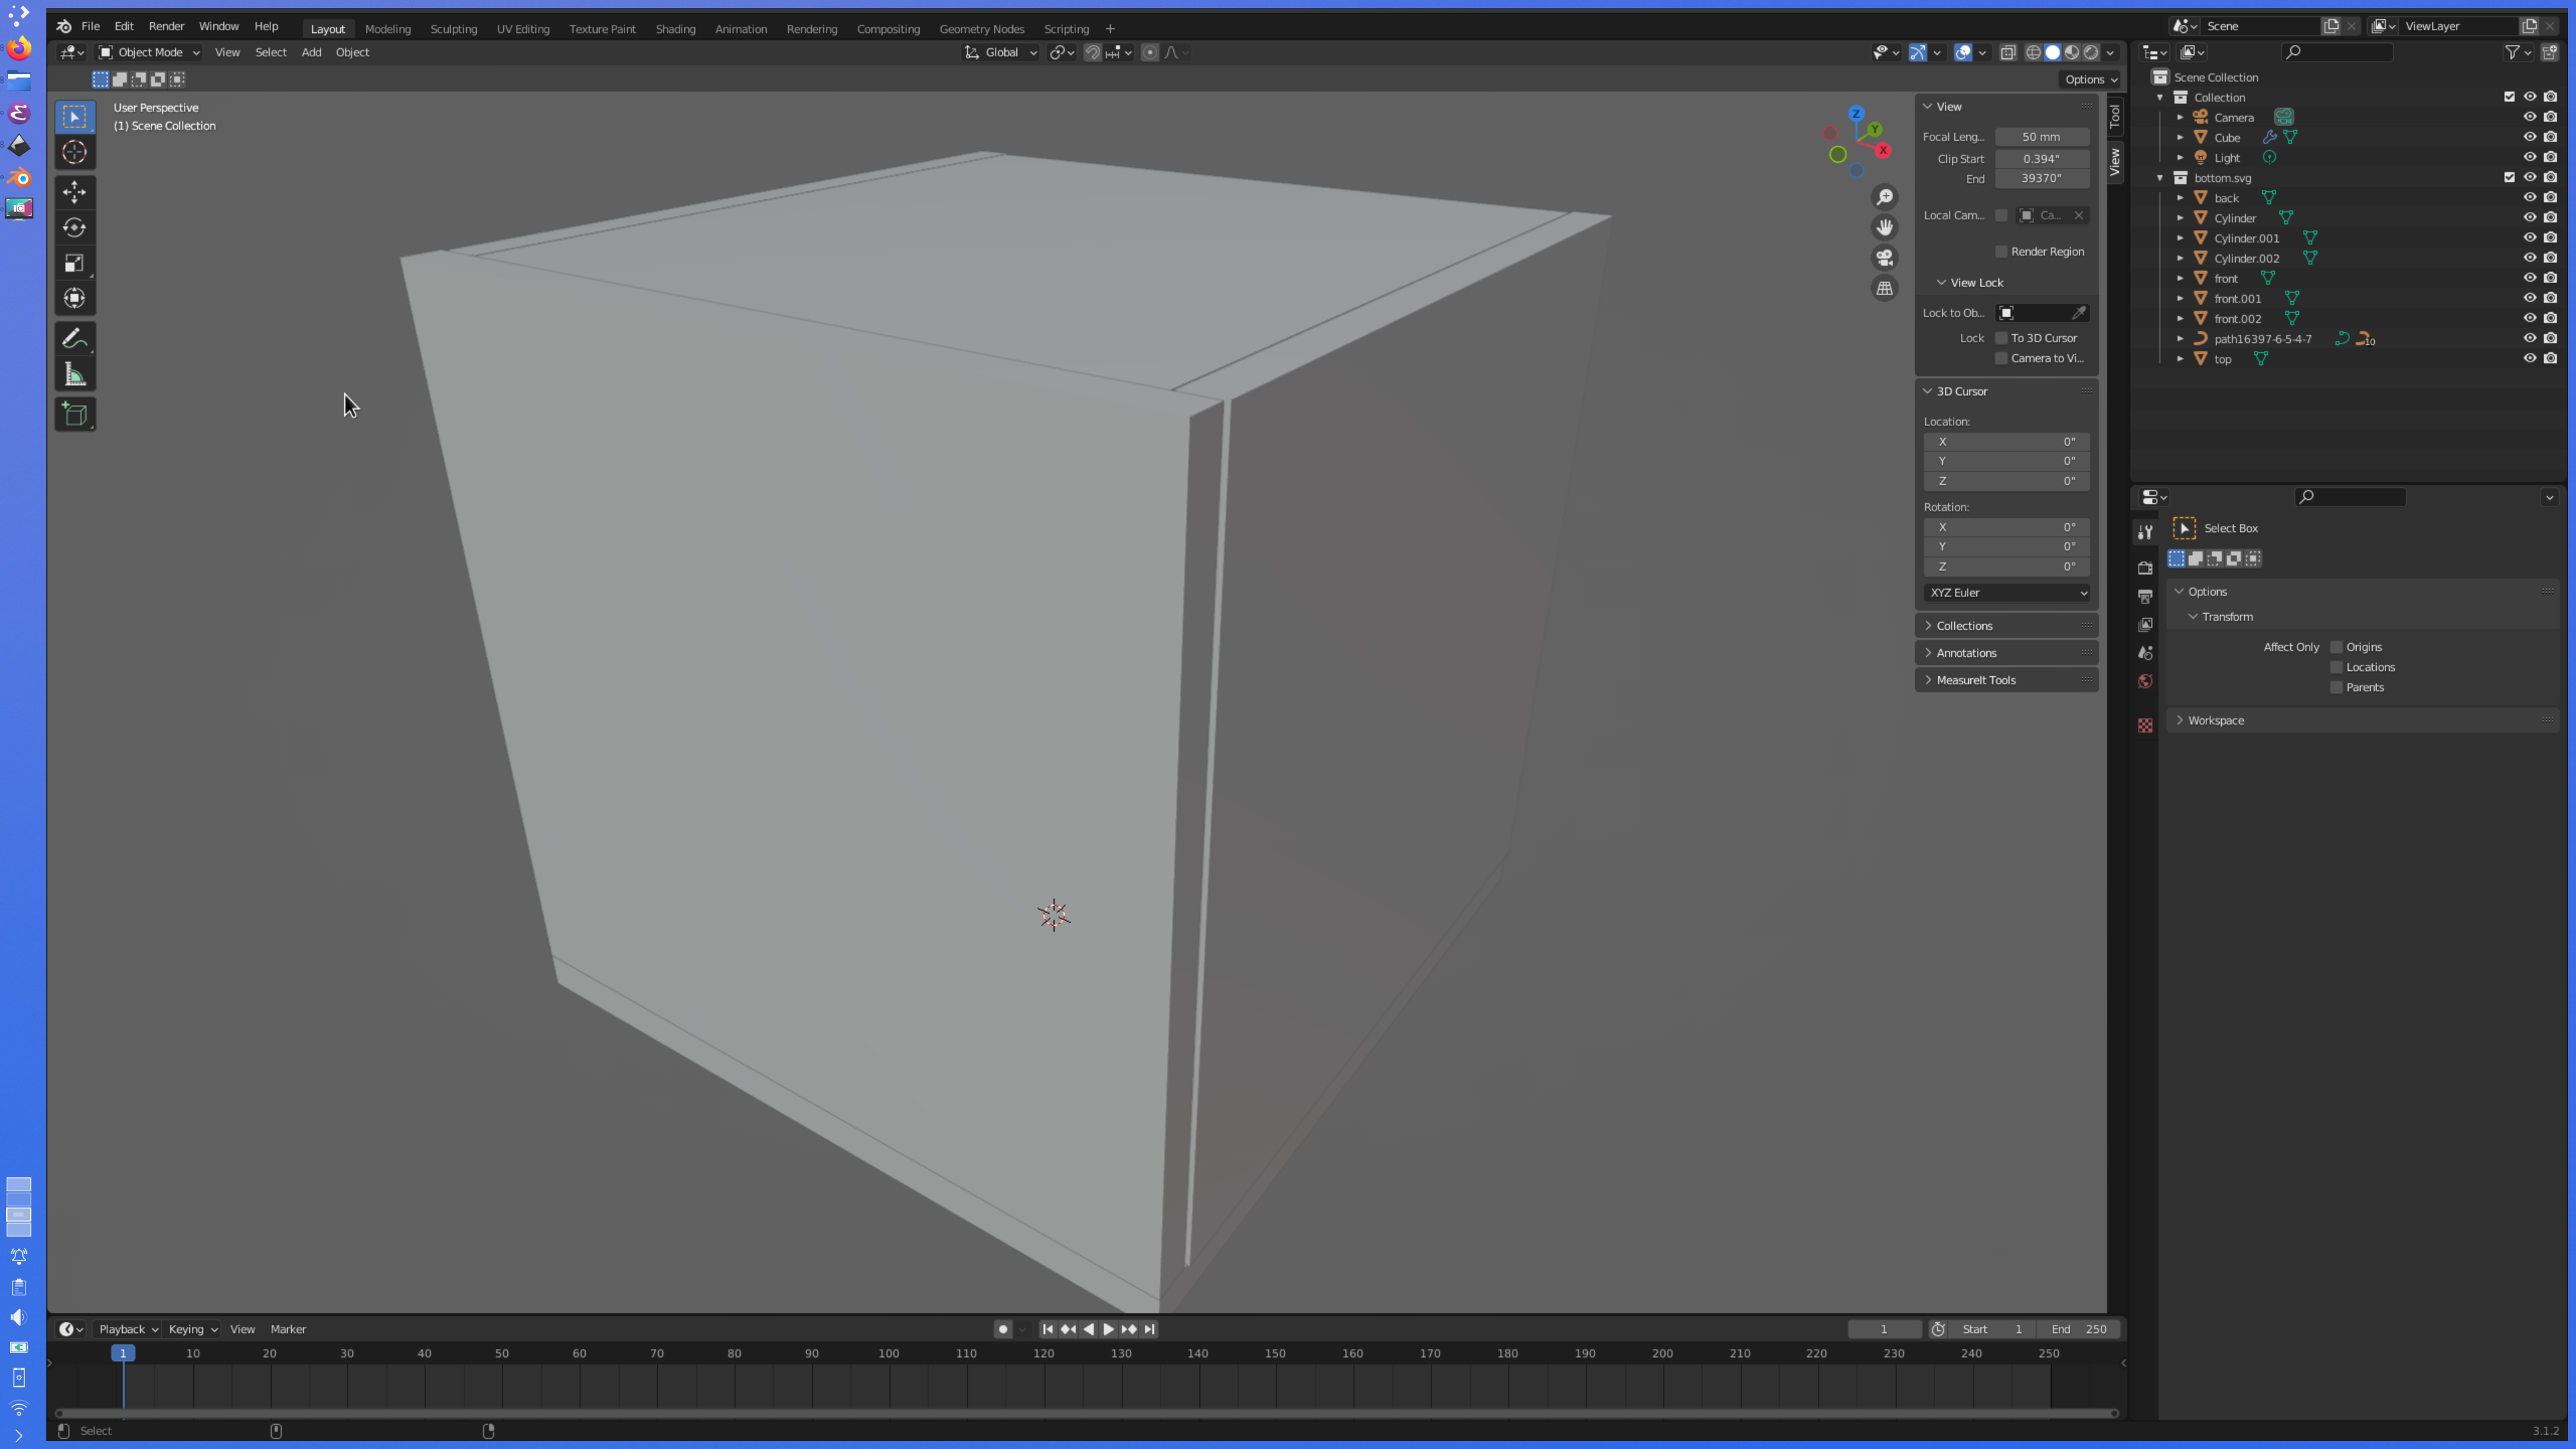 File Edit Render Window Help Layout Modeling Sculpting UV Editing Texture Paint Shading Animation Rendering Compositing Geometry Nodes Scripting + Scene ViewLayer
Object Mode View Select Add Object Global
Options
User Perspective
(1) Scene Collection
Z
Y
X
View
Focal Leng... 50 mm
Clip Start 0.394"
End 39370"
Local Cam... Ca...
Render Region
View Lock
Lock to Ob...
Lock To 3D Cursor
Camera to Vi...
3D Cursor
Location:
X 0"
Y 0"
Z 0"
Rotation:
X 0°
Y 0°
Z 0°
XYZ Euler
Collections
Annotations
MeasureIt Tools
Tool
View
Scene Collection
Collection
Camera
Cube
Light
bottom.svg
back
Cylinder
Cylinder.001
Cylinder.002
front
front.001
front.002
path16397-6-5-4-7 10
top
Select Box
Options
Transform
Affect Only Origins
Locations
Parents
Workspace
Playback Keying View Marker 1 Start 1 End 250
1 10 20 30 40 50 60 70 80 90 100 110 120 130 140 150 160 170 180 190 200 210 220 230 240 250
Select 3.1.2